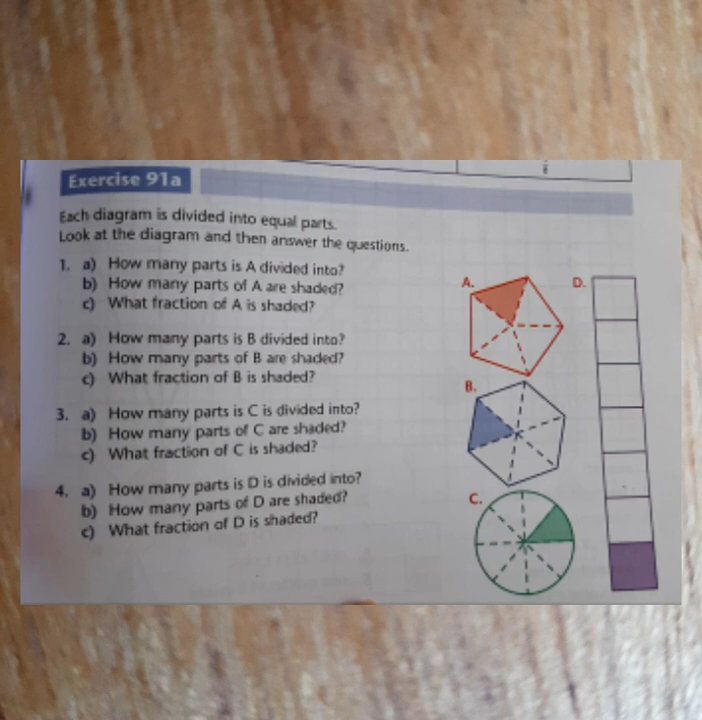 Exercise 91a
Each diagram is divided into equal parts.
Look at the diagram and then answer the questions.
1. a) How many parts is A divided into?
b) How many parts of A are shaded?
c) What fraction of A is shaded?
2. a) How many parts is B divided into?
b) How many parts of B are shaded?
c) What fraction of B is shaded?
3. a) How many parts is C is divided into?
b) How many parts of C are shaded?
c) What fraction of C is shaded?
4. a) How many parts is D is divided into?
b) How many parts of D are shaded?
c) What fraction of D is shaded?
A.
D.
B.
C.